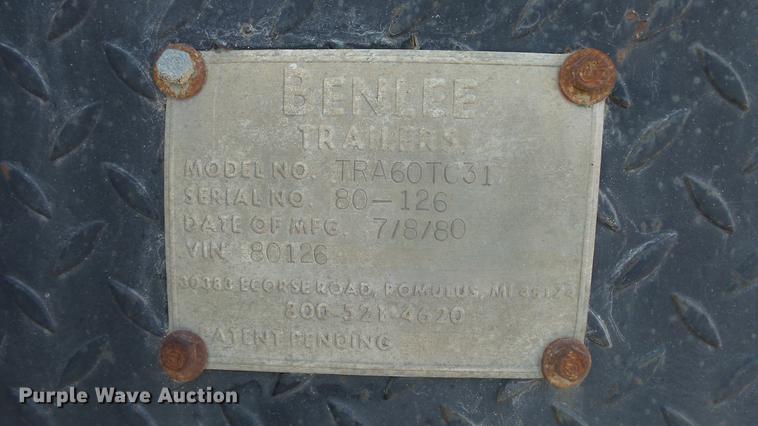 BENLEE
TRAILERS
MODEL NO. TRA60TC31
SERIAL NO. 80-126
DATE OF MFG. 7/8/80
VIN 80126
30383 ECORSE ROAD, ROMULUS, MI 48174
800-521-4620
PATENT PENDING
Purple Wave Auction